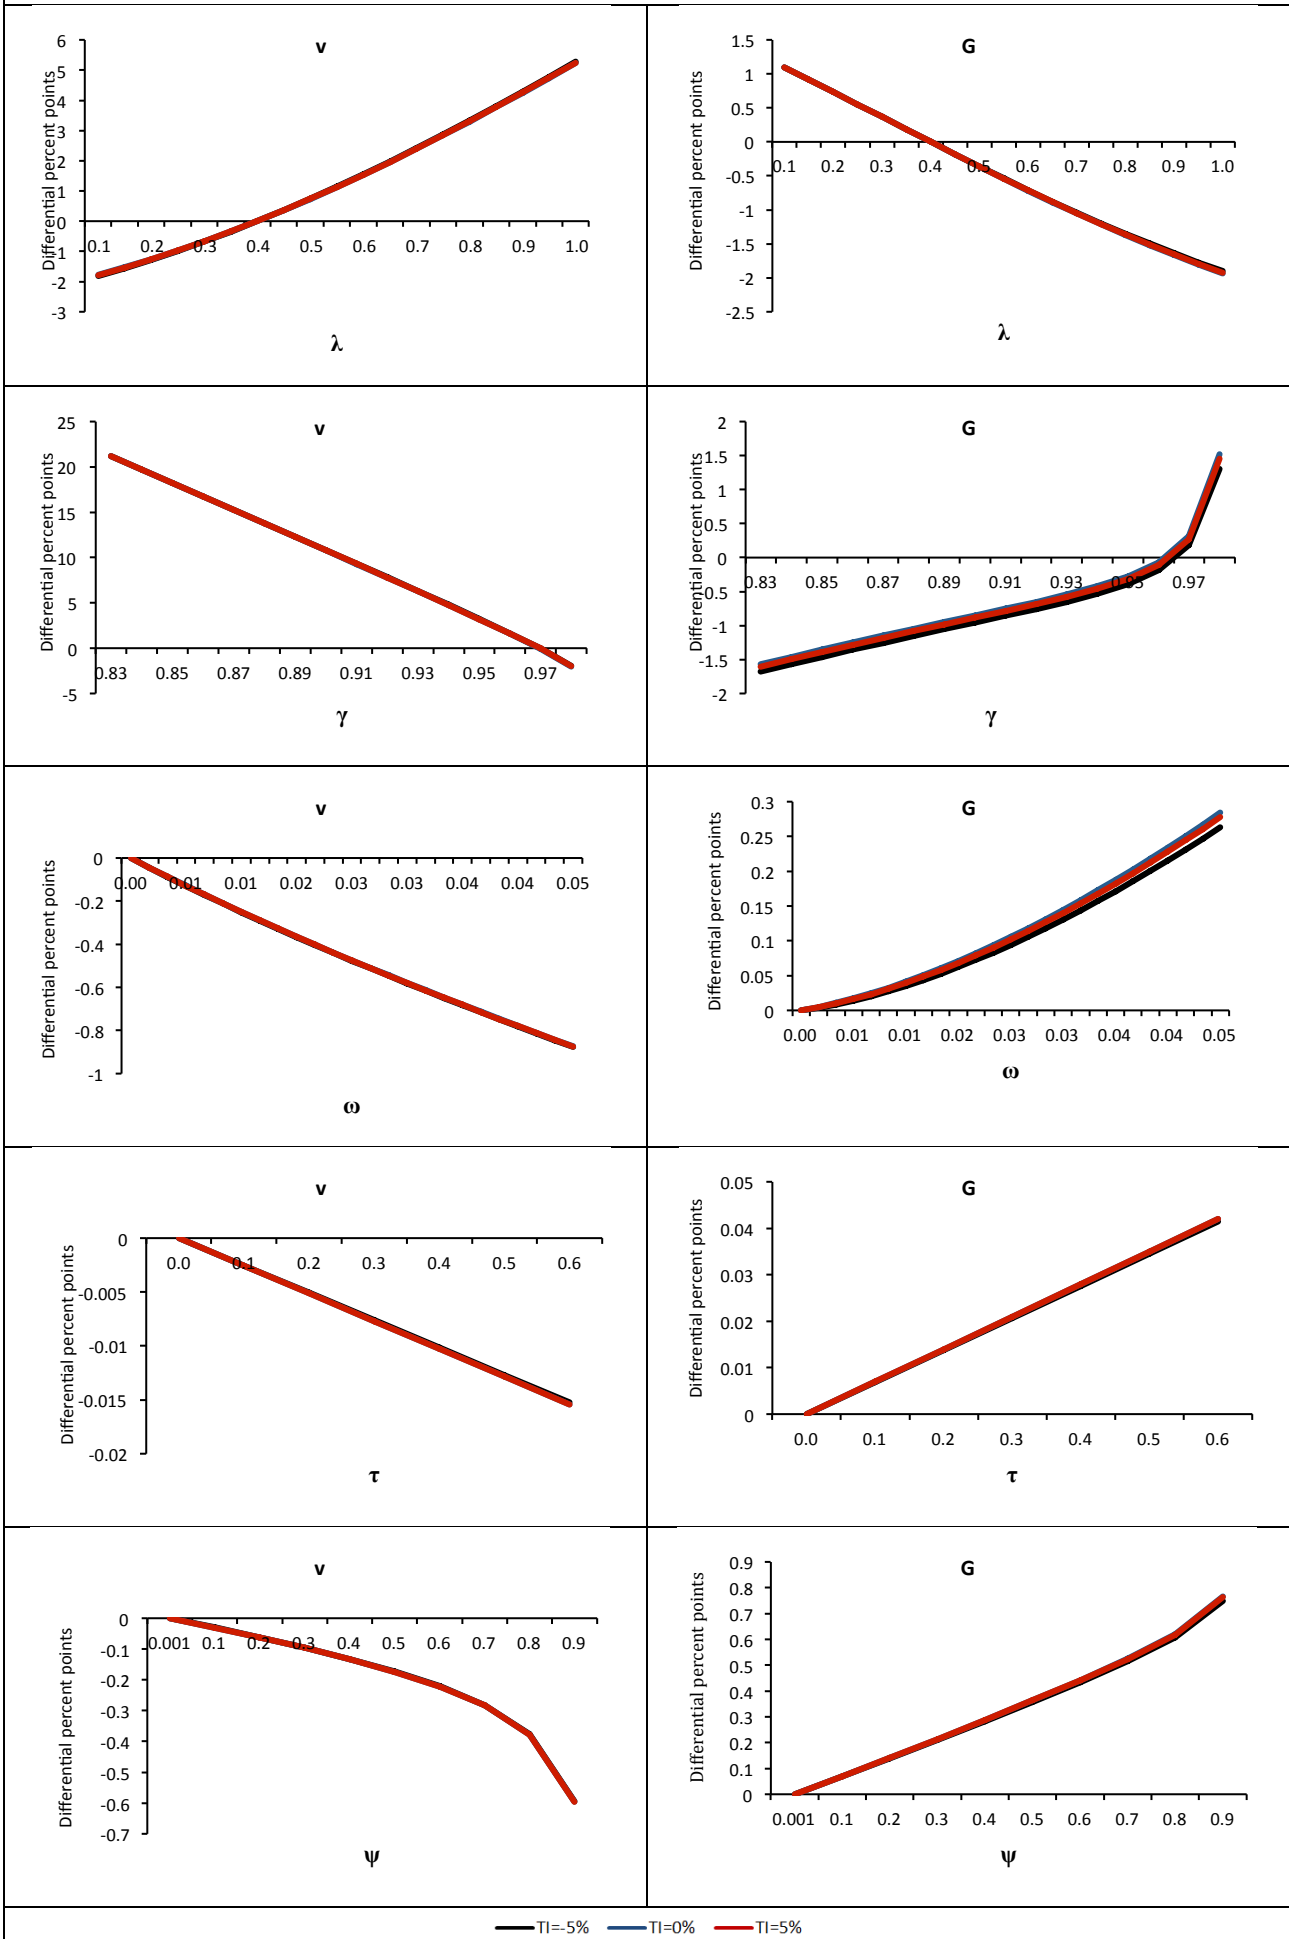 v
Differential percent points
6
5
4
3
2
1
0
-1
-2
-3
0.1 0.2 0.3 0.4 0.5 0.6 0.7 0.8 0.9 1.0
λ
G
Differential percent points
1.5
1
0.5
0
-0.5
-1
-1.5
-2
-2.5
0.1 0.2 0.3 0.4 0.5 0.6 0.7 0.8 0.9 1.0
λ
v
Differential percent points
25
20
15
10
5
0
-5
0.83 0.85 0.87 0.89 0.91 0.93 0.95 0.97
γ
G
Differential percent points
2
1.5
1
0.5
0
-0.5
-1
-1.5
-2
0.83 0.85 0.87 0.89 0.91 0.93 0.95 0.97
γ
v
Differential percent points
0
-0.2
-0.4
-0.6
-0.8
-1
0.00 0.01 0.01 0.02 0.03 0.03 0.04 0.04 0.05
ω
G
Differential percent points
0.3
0.25
0.2
0.15
0.1
0.05
0
0.00 0.01 0.01 0.02 0.03 0.03 0.04 0.04 0.05
ω
v
Differential percent points
0
-0.005
-0.01
-0.015
-0.02
0.0 0.1 0.2 0.3 0.4 0.5 0.6
τ
G
Differential percent points
0.05
0.04
0.03
0.02
0.01
0
0.0 0.1 0.2 0.3 0.4 0.5 0.6
τ
v
Differential percent points
0
-0.1
-0.2
-0.3
-0.4
-0.5
-0.6
-0.7
0.001 0.1 0.2 0.3 0.4 0.5 0.6 0.7 0.8 0.9
ψ
G
Differential percent points
0.9
0.8
0.7
0.6
0.5
0.4
0.3
0.2
0.1
0
0.001 0.1 0.2 0.3 0.4 0.5 0.6 0.7 0.8 0.9
ψ
TI=-5% TI=0% TI=5%